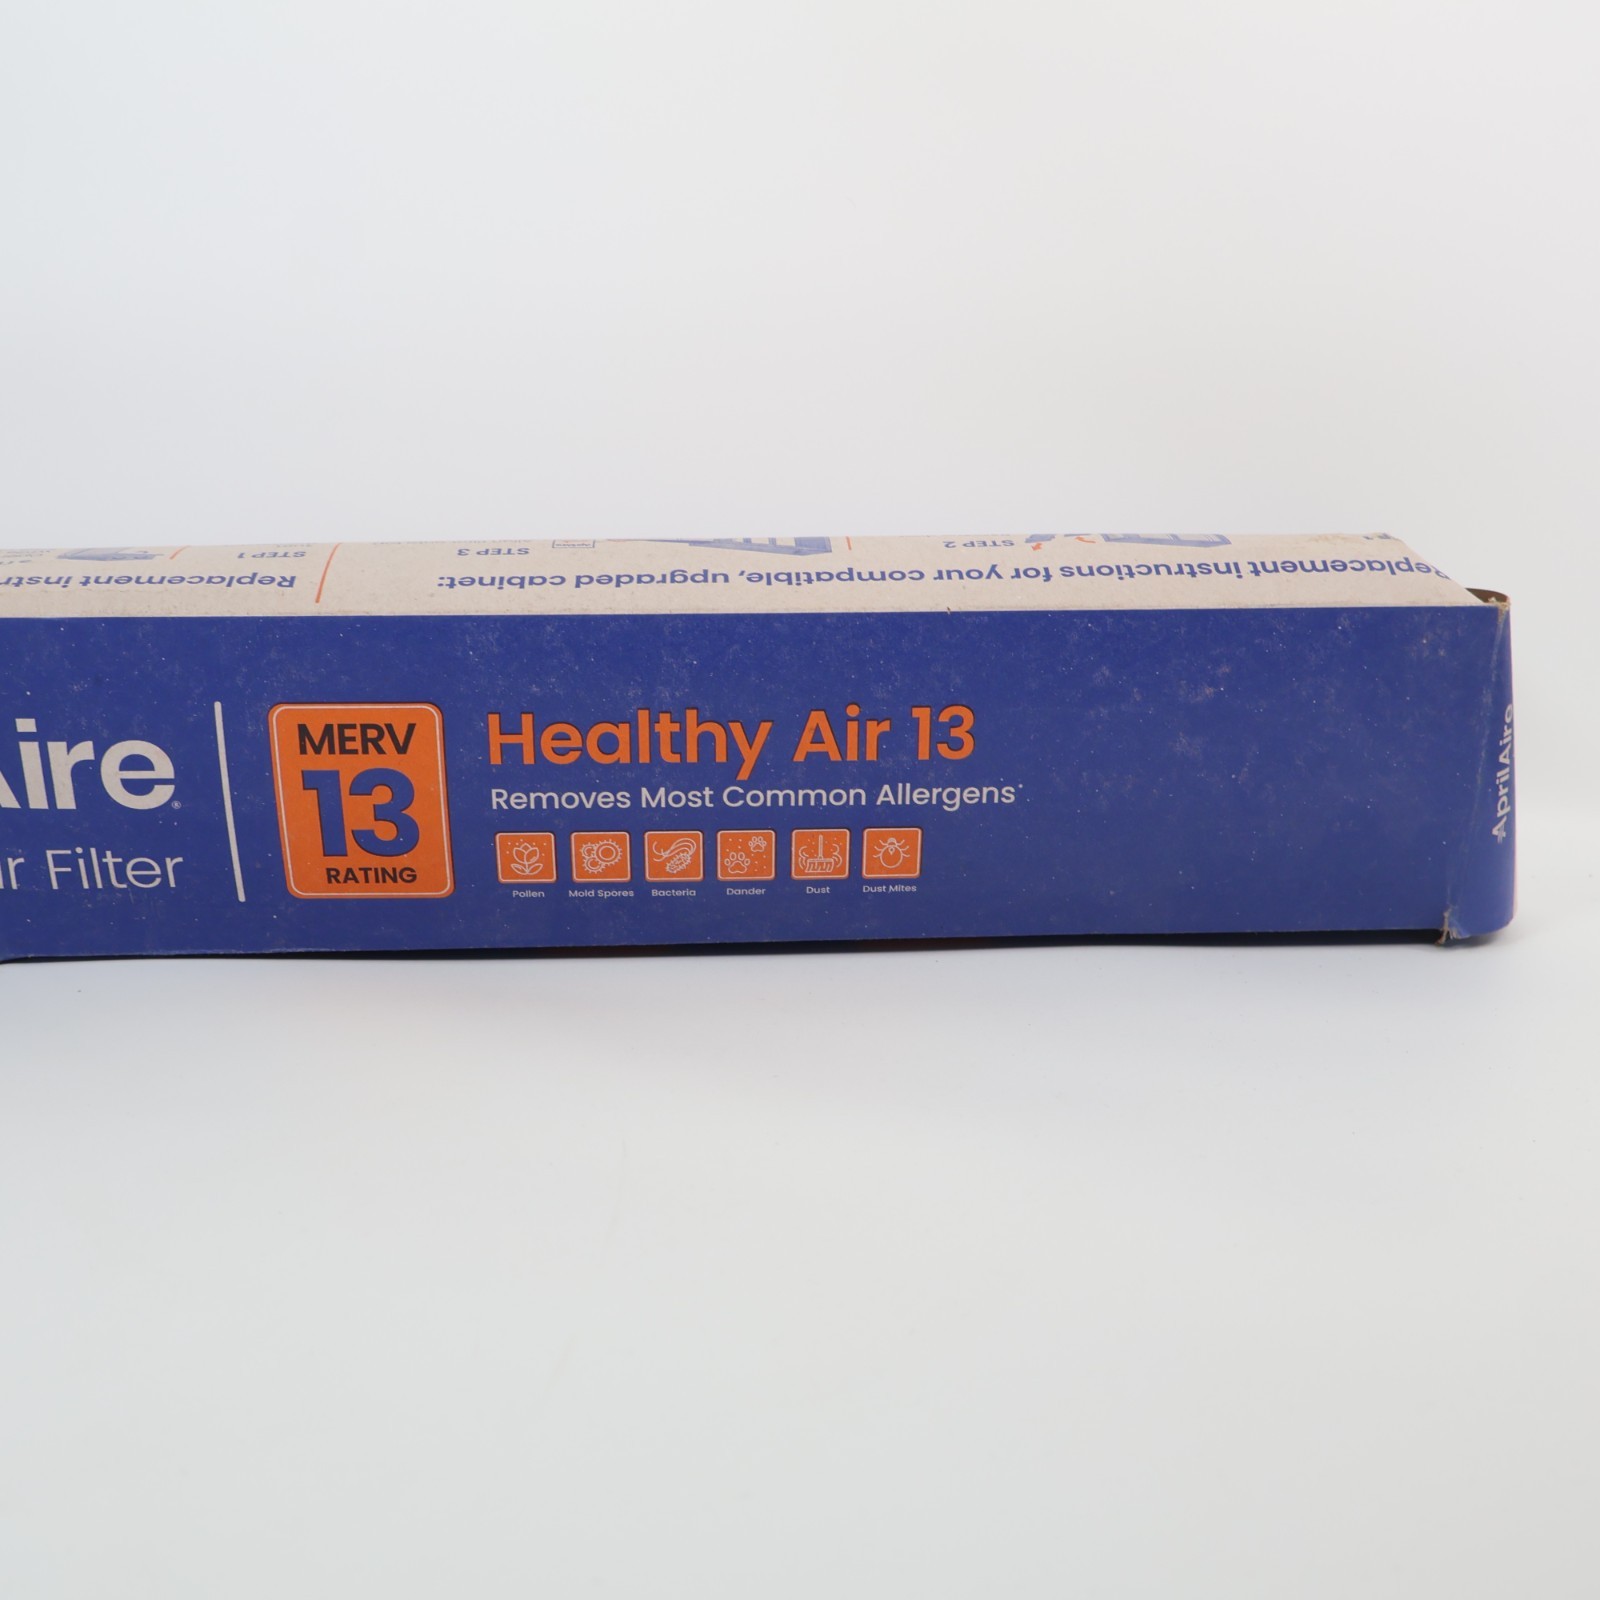 Replacement instructions for your compatible, upgraded cabinet:
STEP 2
STEP 3
Replacement instr
STEP 1
Aire
r Filter
MERV
13
RATING
Healthy Air 13
Removes Most Common Allergens*
Pollen Mold Spores Bacteria Dander Dust Dust Mites
AprilAire